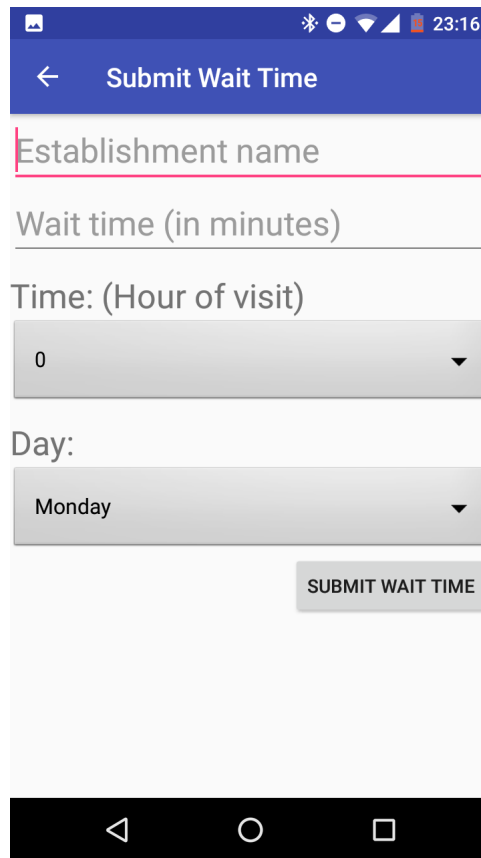 23:16
Submit Wait Time
Establishment name
Wait time (in minutes)
Time: (Hour of visit)
0
Day:
Monday
SUBMIT WAIT TIME